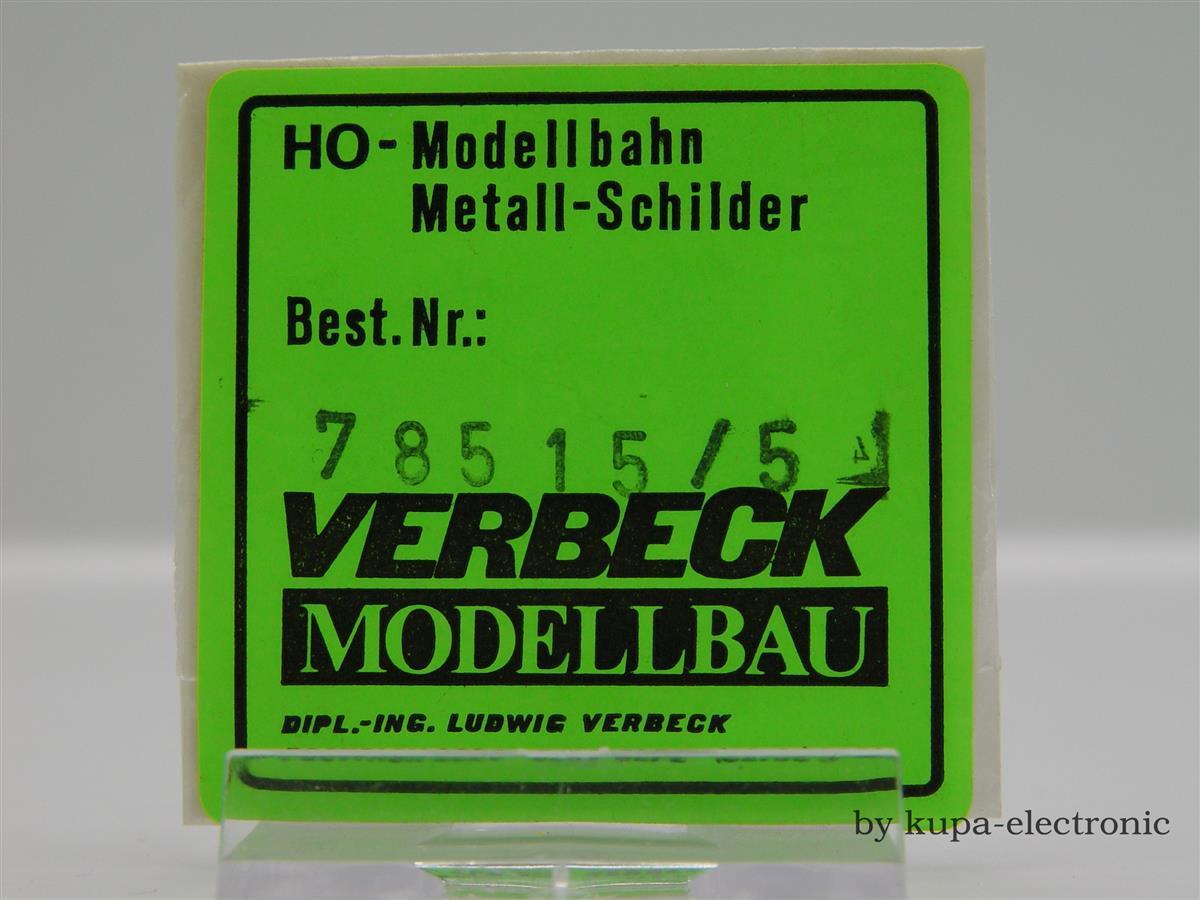 HO-Modellbahn
Metall-Schilder
Best.Nr.:
78515/5
VERBECK
MODELLBAU
DIPL.-ING. LUDWIG VERBECK
by kupa-electronic